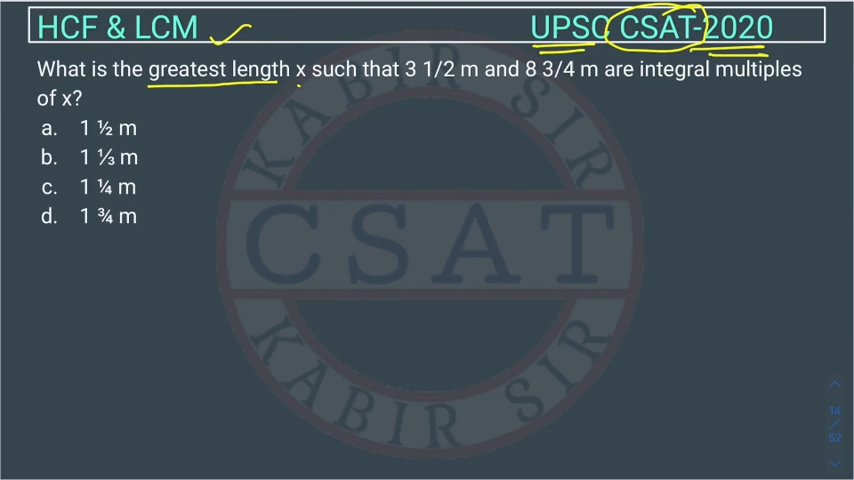 HCF & LCM
UPSC CSAT-2020
What is the greatest length x such that 3 1/2 m and 8 3/4 m are integral multiples
of x?
a. 1 ½ m
b. 1 ⅓ m
c. 1 ¼ m
d. 1 ¾ m
KABIR SIR
CSAT
KABIR SIR
14
/
52